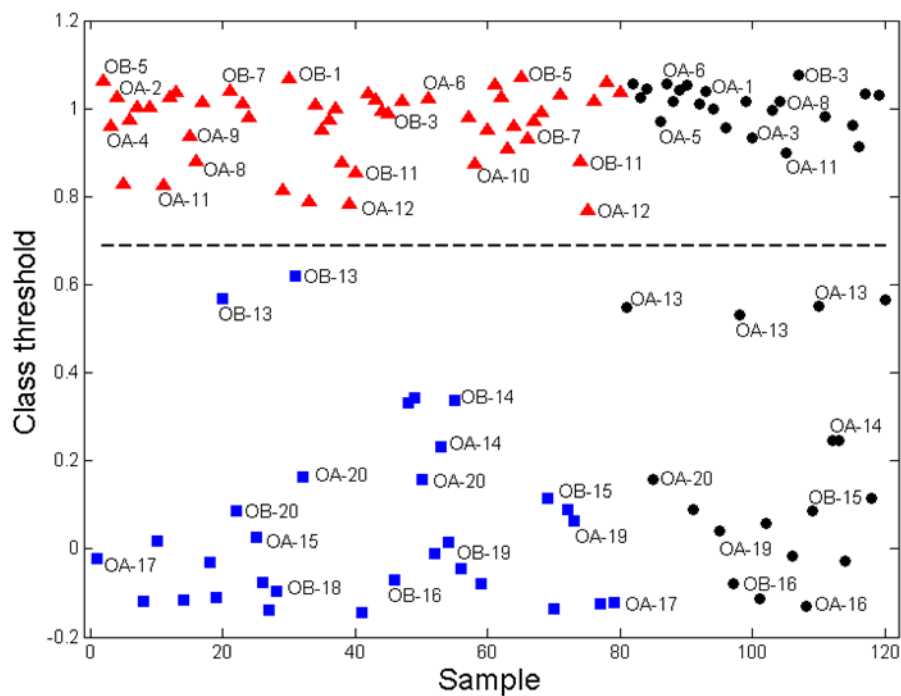 1.2
OB-5
OA-2
OB-7
OB-1
OA-6
OB-5
OA-6
OA-1
OB-3
1
OA-4
OA-9
OB-3
OB-7
OA-5
OA-3
OA-8
OA-8
OB-11
OA-10
OB-11
OA-11
0.8
OA-11
OA-12
OA-12
0.6
OB-13
OB-13
OA-13
OA-13
OA-13
0.4
OB-14
OA-14
OA-14
0.2
OA-20
OA-20
OB-15
OA-20
OB-15
OB-20
OA-15
OB-19
OA-19
OA-19
0
OA-17
OB-18
OB-16
OA-17
OB-16
OA-16
-0.2
0
20
40
60
80
100
120
Sample
Class threshold